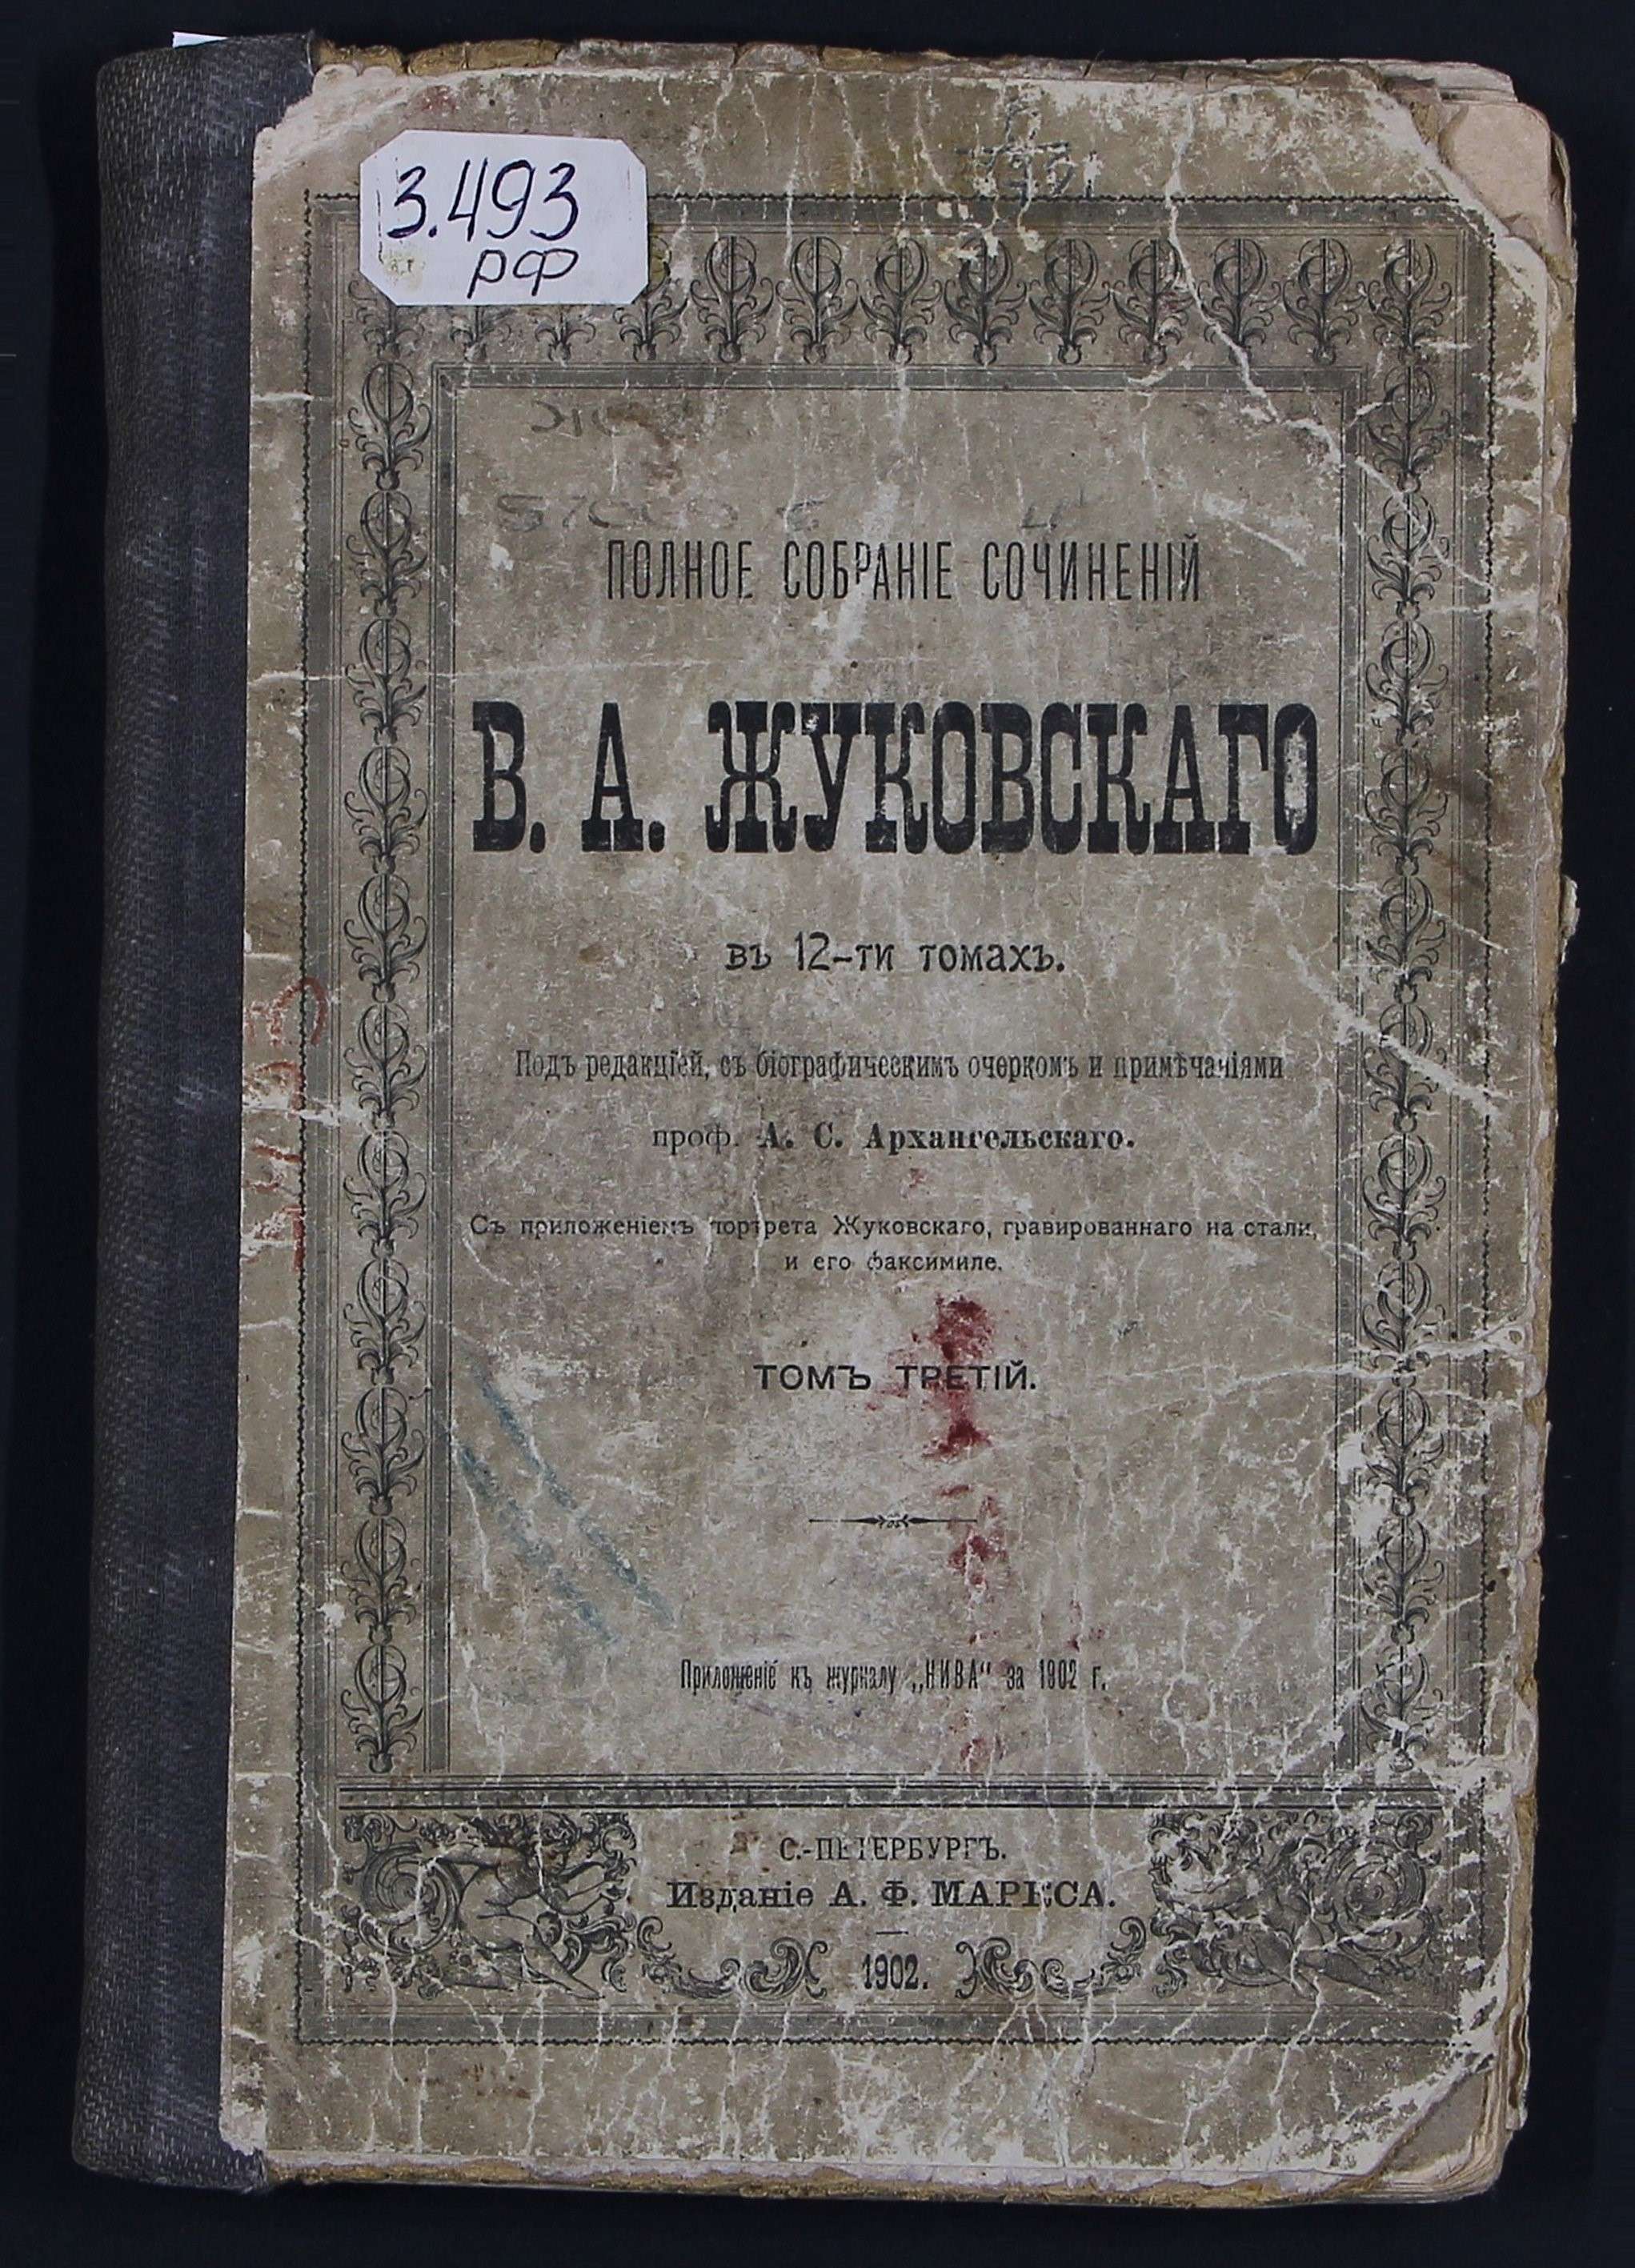 3.493
РФ
ПОЛНОЕ СОБРАНІЕ СОЧИНЕНІЙ
В. А. ЖУКОВСКАГО
въ 12-ти томахъ.
Подъ редакціей, съ біографическимъ очеркомъ и примѣчаніями
проф. А. С. Архангельскаго.
Съ приложеніемъ портрета Жуковскаго, гравированнаго на стали,
и его факсимиле.
ТОМЪ ТРЕТІЙ.
Приложеніе къ журналу „НИВА“ за 1902 г.
С.-ПЕТЕРБУРГЪ.
Изданіе А. Ф. МАРКСА.
1902.